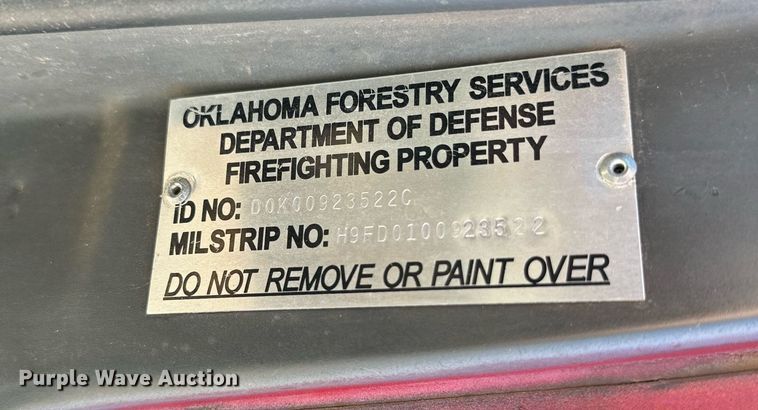 OKLAHOMA FORESTRY SERVICES
DEPARTMENT OF DEFENSE
FIREFIGHTING PROPERTY
ID NO: DOK00923522C
MILSTRIP NO: H9FD0100923522
DO NOT REMOVE OR PAINT OVER
Purple Wave Auction